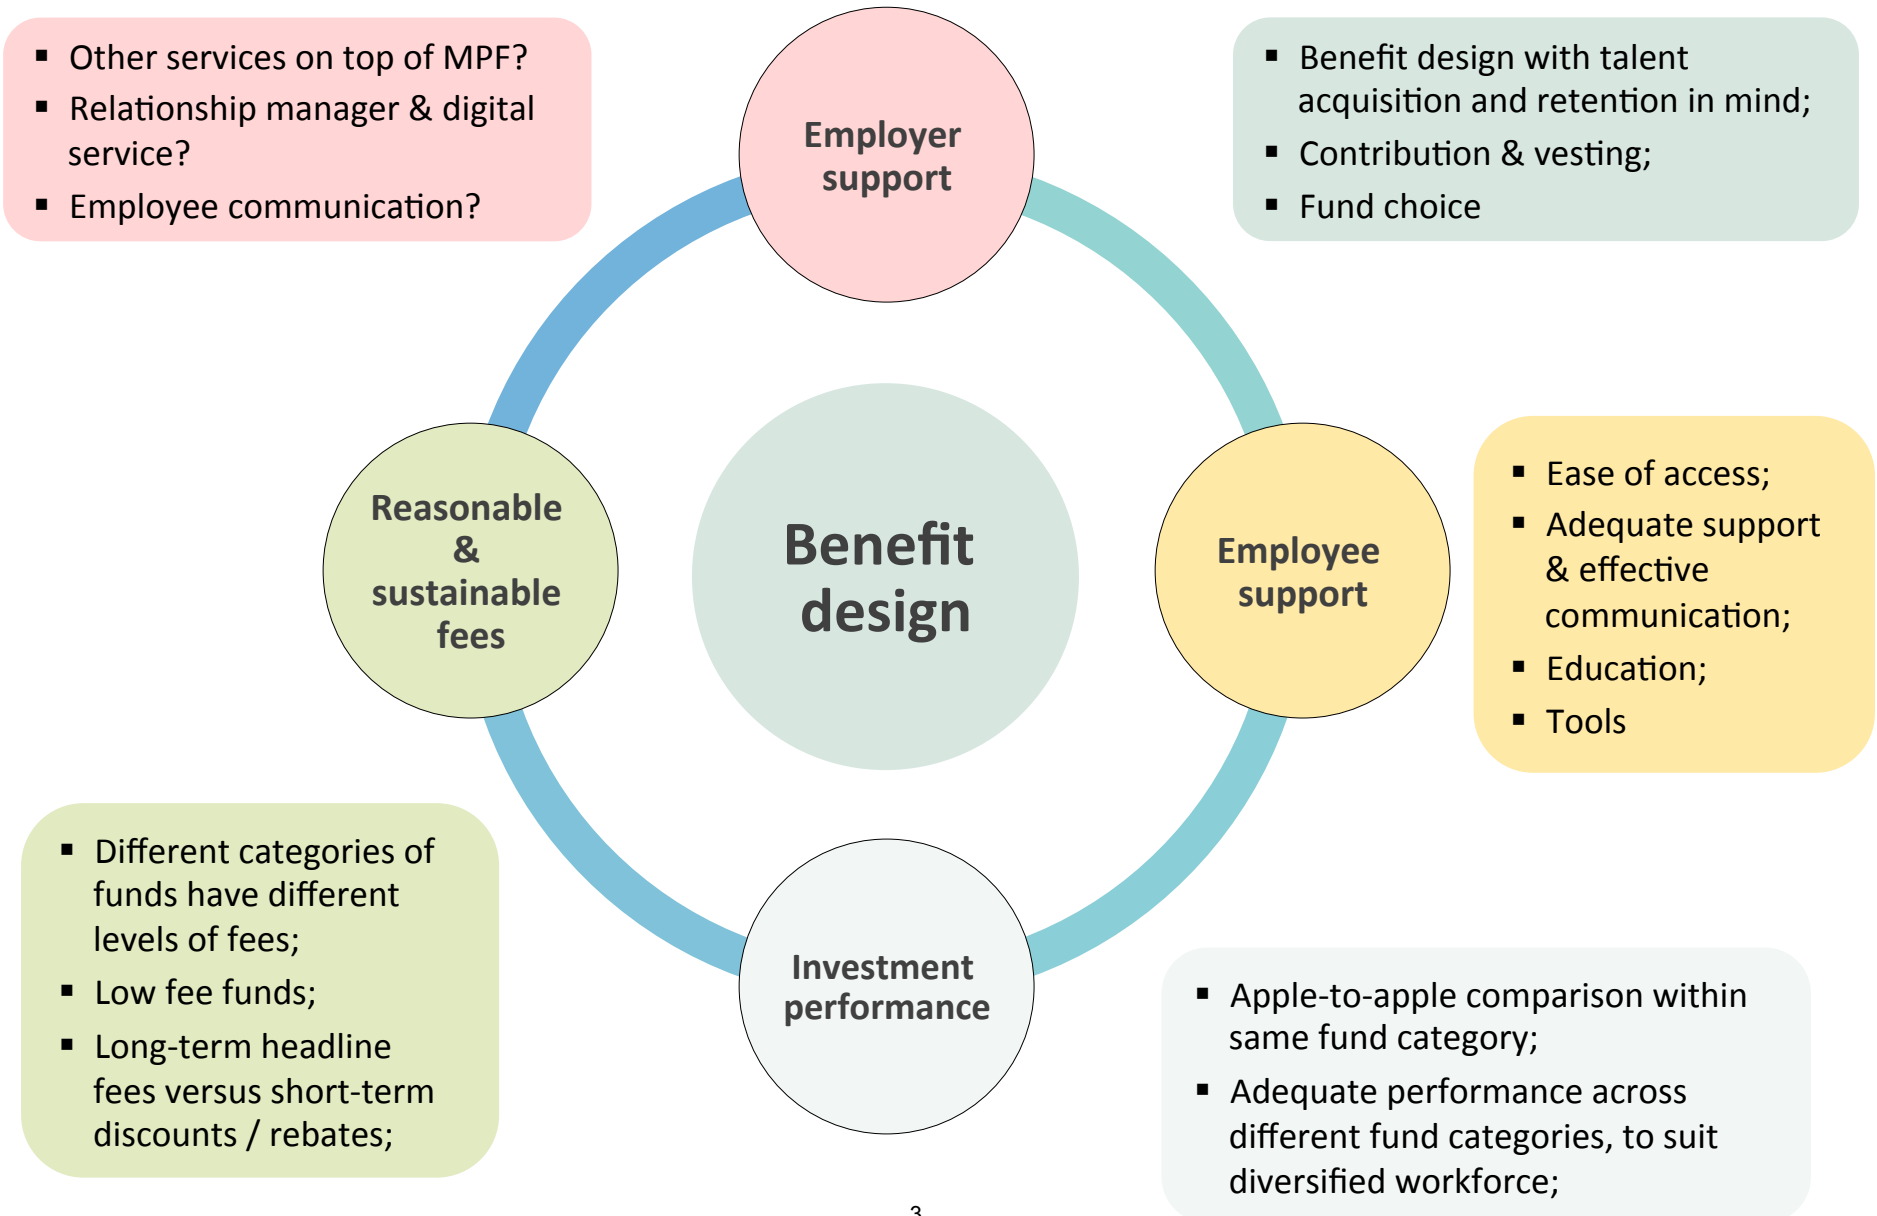 ▪ Other services on top of MPF?
▪ Relationship manager & digital
service?
▪ Employee communication?
Employer
support
▪ Benefit design with talent
acquisition and retention in mind;
▪ Contribution & vesting;
▪ Fund choice
Reasonable
&
sustainable
fees
Benefit
design
Employee
support
▪ Ease of access;
▪ Adequate support
& effective
communication;
▪ Education;
▪ Tools
▪ Different categories of
funds have different
levels of fees;
▪ Low fee funds;
▪ Long-term headline
fees versus short-term
discounts / rebates;
Investment
performance
▪ Apple-to-apple comparison within
same fund category;
▪ Adequate performance across
different fund categories, to suit
diversified workforce;
3